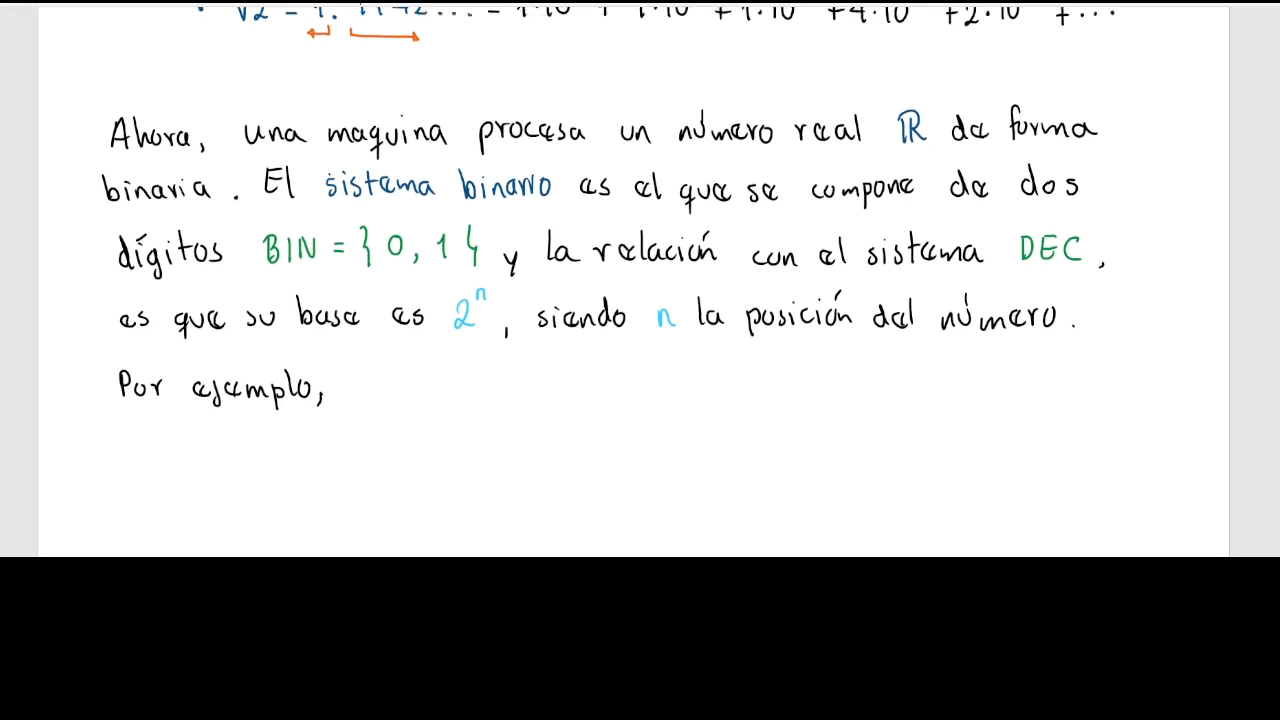 Ahora, una maquina procesa un número real ℝ de forma
binaria. El sistema binario es el que se compone de dos
dígitos BIN = { 0, 1 } y la relación con el sistema DEC,
es que su base es 2ⁿ, siendo n la posición del número.
Por ejemplo,